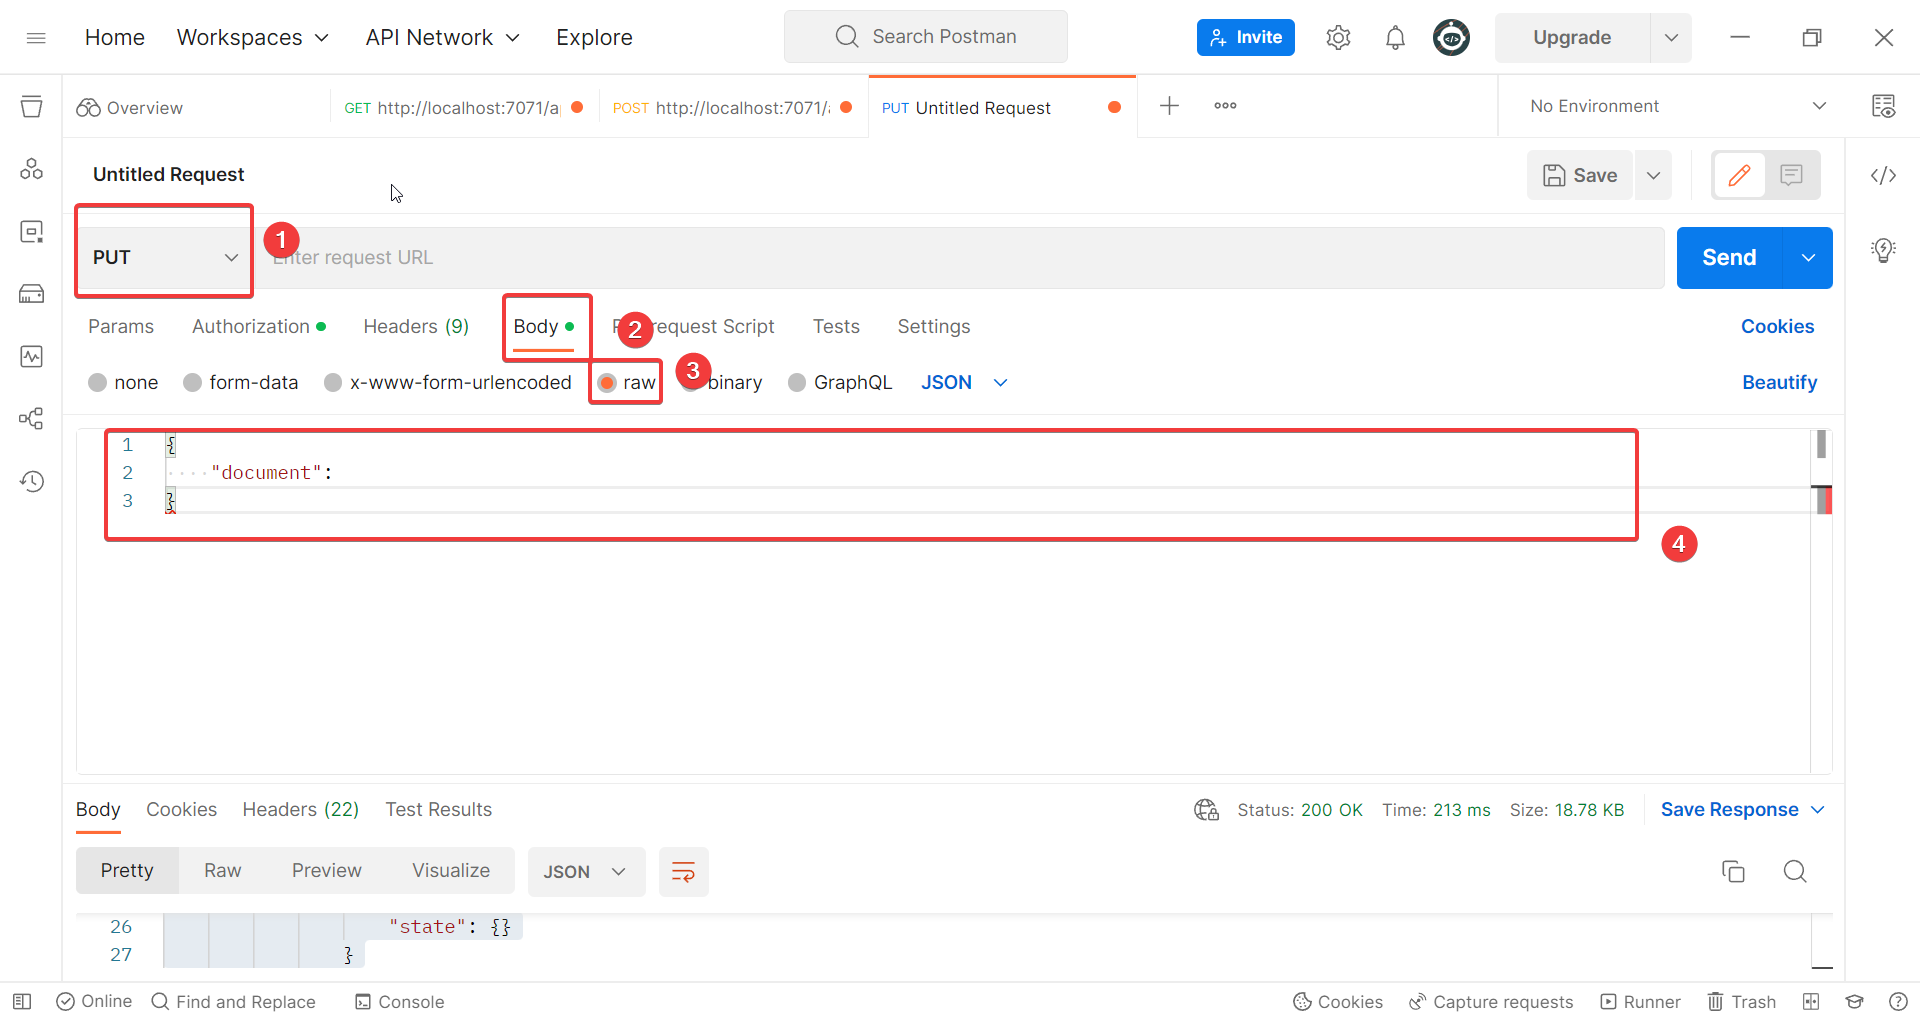 Home Workspaces API Network Explore Search Postman Invite Upgrade
Overview GET http://localhost:7071/a POST http://localhost:7071/ PUT Untitled Request No Environment
Untitled Request Save
PUT 1 Enter request URL Send
Params Authorization Headers (9) Body 2 request Script Tests Settings Cookies
none form-data x-www-form-urlencoded raw 3 binary GraphQL JSON Beautify
1 {
2 "document":
3 }
4
Body Cookies Headers (22) Test Results Status: 200 OK Time: 213 ms Size: 18.78 KB Save Response
Pretty Raw Preview Visualize JSON
26 "state": {}
27 }
Online Find and Replace Console Cookies Capture requests Runner Trash